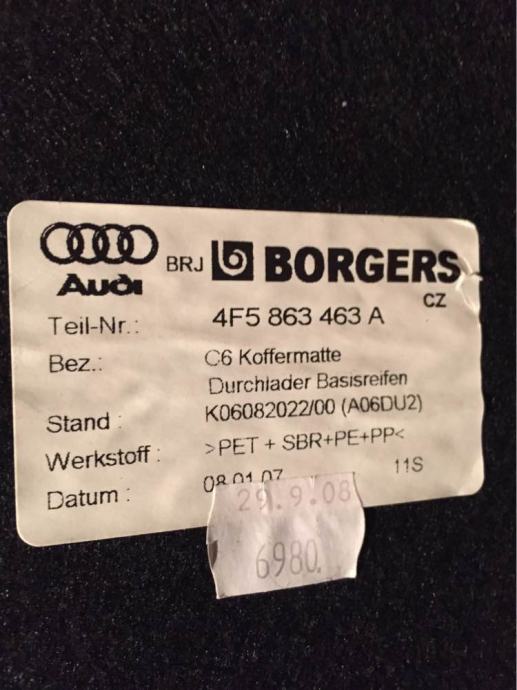 Audi BRJ BORGERS
CZ
Teil-Nr.: 4F5 863 463 A
Bez.: C6 Koffermatte
Durchlader Basisreifen
Stand : K06082022/00 (A06DU2)
Werkstoff : >PET + SBR+PE+PP<
Datum : 08.01.07 11S
29.9.08
6980.